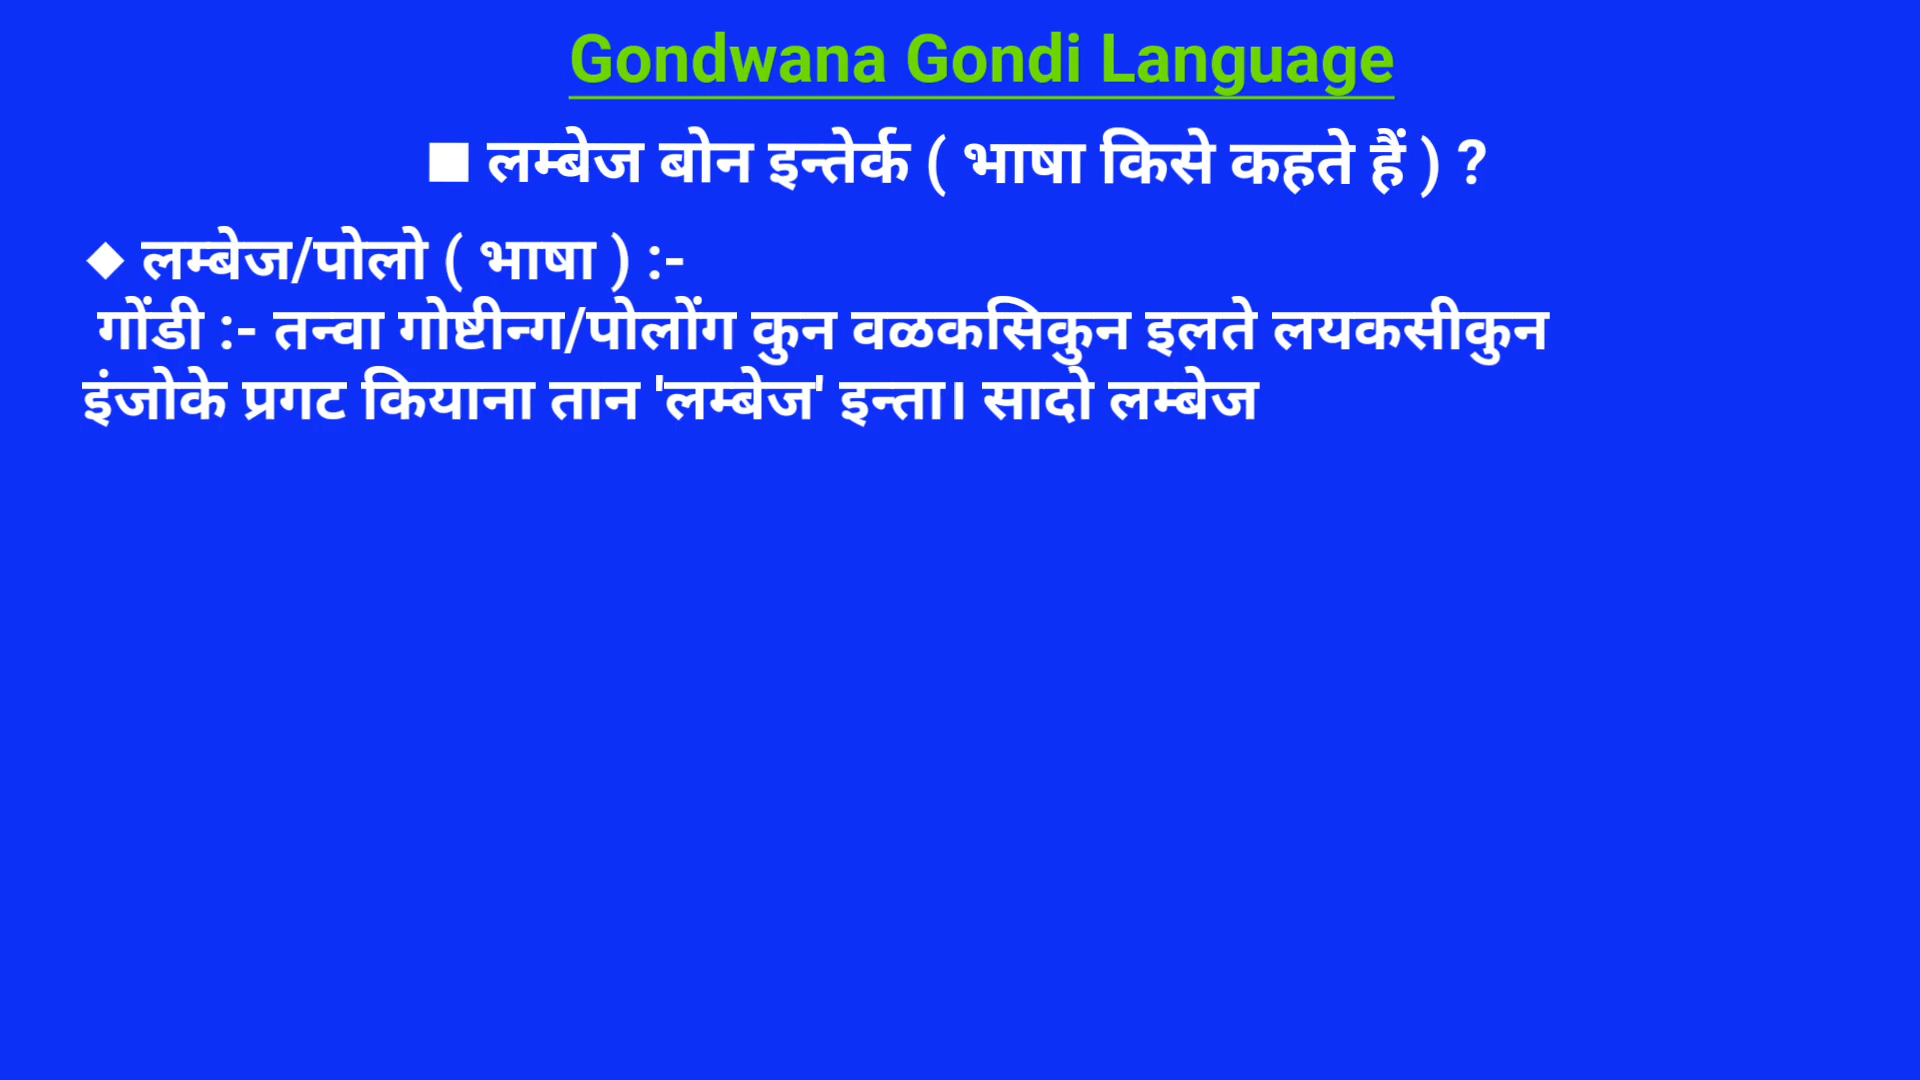 Gondwana Gondi Language
■ लम्बेज बोन इन्तेर्क ( भाषा किसे कहते हैं ) ?
◆ लम्बेज/पोलो ( भाषा ) :-
गोंडी :- तन्वा गोष्टीन्ग/पोलोंग कुन वळकसिकुन इलते लयकसीकुन
इंजोके प्रगट कियाना तान 'लम्बेज' इन्ता। सादो लम्बेज